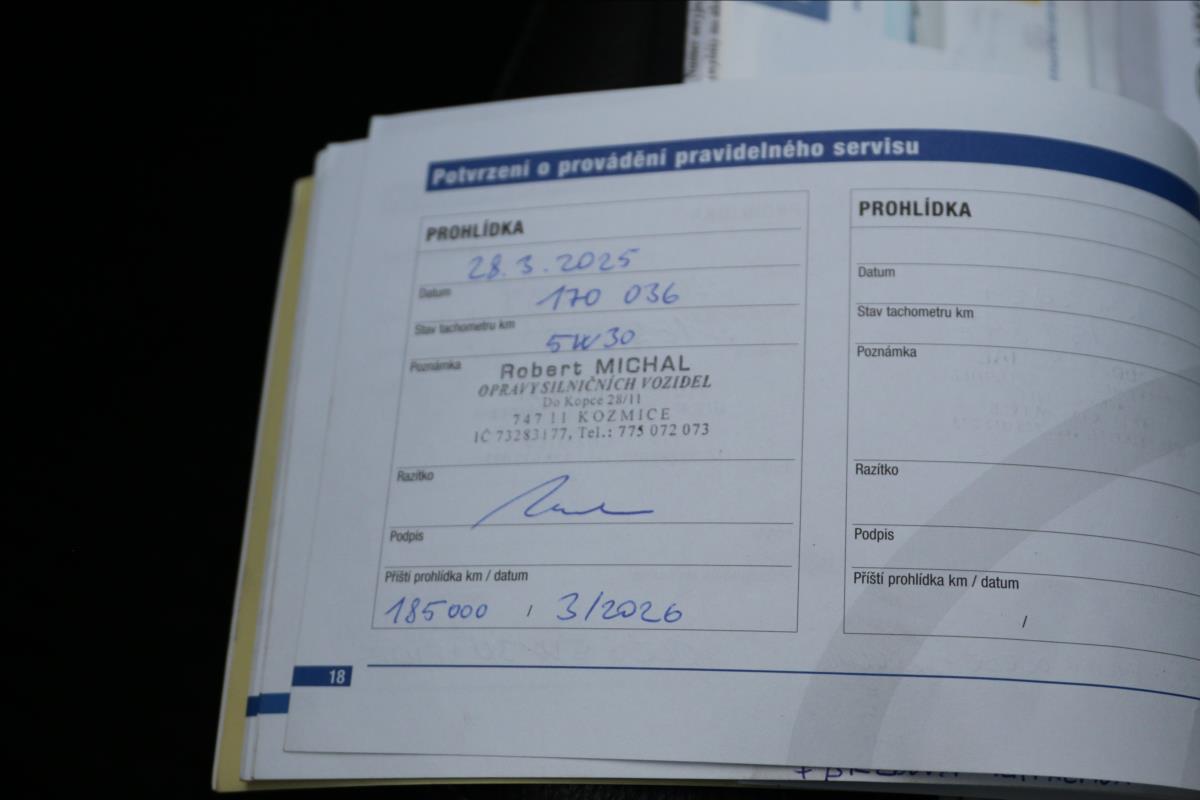 Potvrzení o provádění pravidelného servisu
PROHLÍDKA
28.3.2025
Datum
170 036
Stav tachometru km
5W30
Poznámka
Robert MICHAL
OPRAVY SILNIČNÍCH VOZIDEL
Do Kopce 28/11
747 11 KOZMICE
IČ 73283177, Tel.: 775 072 073
Razítko
Podpis
Příští prohlídka km / datum
185000 / 3/2026
PROHLÍDKA
Datum
Stav tachometru km
Poznámka
Razítko
Podpis
Příští prohlídka km / datum
/
18